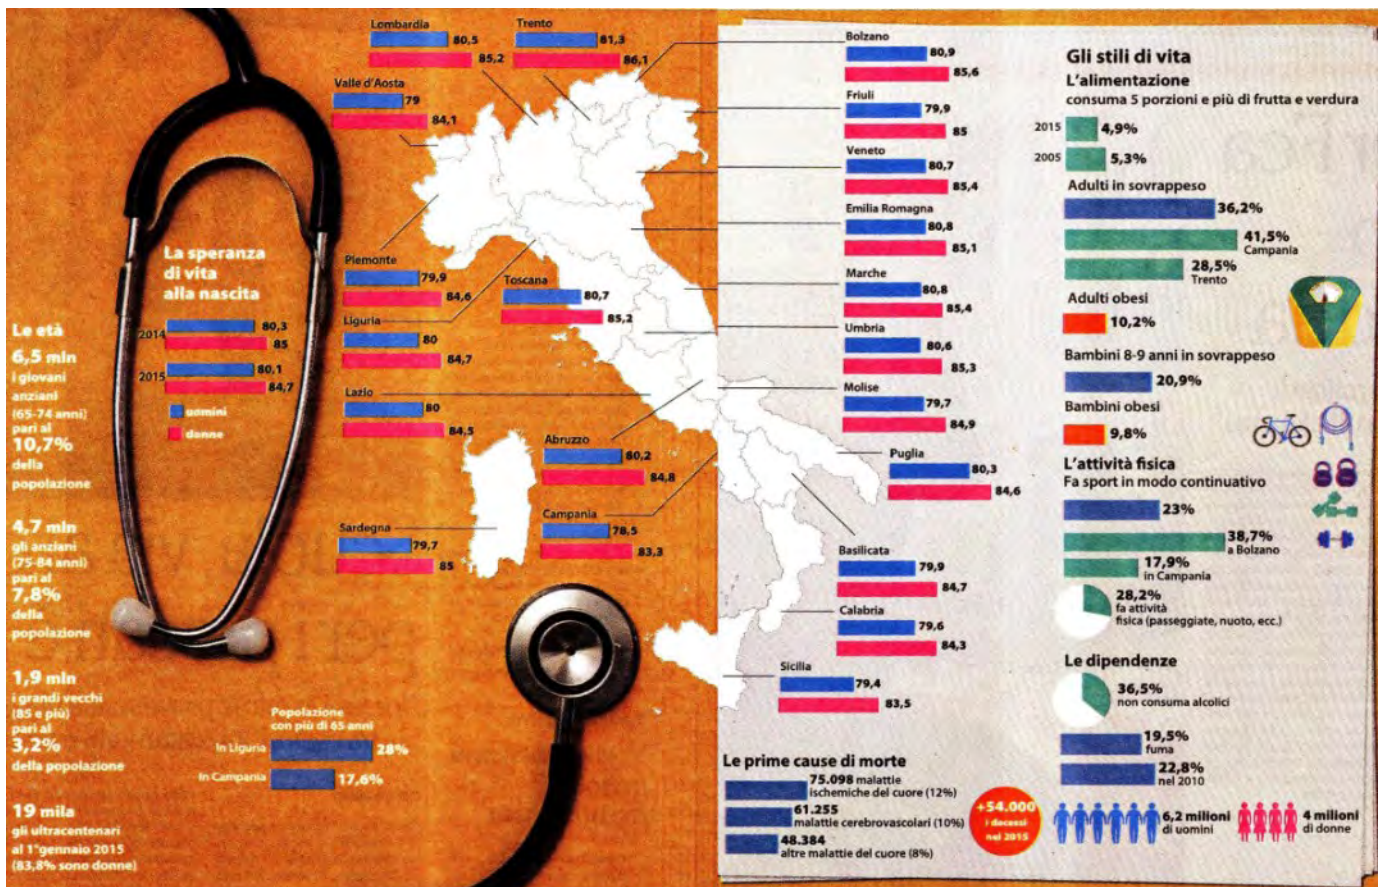 Lombardia
80,5
85,2
Trento
81,3
86,1
Valle d'Aosta
79
84,1
Piemonte
79,9
84,6
Toscana
80,7
85,2
Liguria
80
84,7
Lazio
80
84,5
Abruzzo
80,2
84,8
Campania
78,5
83,3
Sardegna
79,7
85
La speranza
di vita
alla nascita
2014
80,3
85
2015
80,1
84,7
uomini
donne
Le età
6,5 mln
i giovani
anziani
(65-74 anni)
pari al
10,7%
della
popolazione
4,7 mln
gli anziani
(75-84 anni)
pari al
7,8%
della
popolazione
1,9 mln
i grandi vecchi
(85 e più)
pari al
3,2%
della popolazione
19 mila
gli ultracentenari
al 1°gennaio 2015
(83,8% sono donne)
Popolazione
con più di 65 anni
In Liguria
28%
In Campania
17,6%
Bolzano
80,9
85,6
Friuli
79,9
85
Veneto
80,7
85,4
Emilia Romagna
80,8
85,1
Marche
80,8
85,4
Umbria
80,6
85,3
Molise
79,7
84,9
Puglia
80,3
84,6
Basilicata
79,9
84,7
Calabria
79,6
84,3
Sicilia
79,4
83,5
Le prime cause di morte
75.098 malattie
ischemiche del cuore (12%)
61.255
malattie cerebrovascolari (10%)
48.384
altre malattie del cuore (8%)
+54.000
i decessi
nel 2015
Gli stili di vita
L'alimentazione
consuma 5 porzioni e più di frutta e verdura
2015
4,9%
2005
5,3%
Adulti in sovrappeso
36,2%
41,5%
Campania
28,5%
Trento
Adulti obesi
10,2%
Bambini 8-9 anni in sovrappeso
20,9%
Bambini obesi
9,8%
L'attività fisica
Fa sport in modo continuativo
23%
38,7%
a Bolzano
17,9%
in Campania
28,2%
fa attività
fisica (passeggiate, nuoto, ecc.)
Le dipendenze
36,5%
non consuma alcolici
19,5%
fuma
22,8%
nel 2010
6,2 milioni
di uomini
4 milioni
di donne